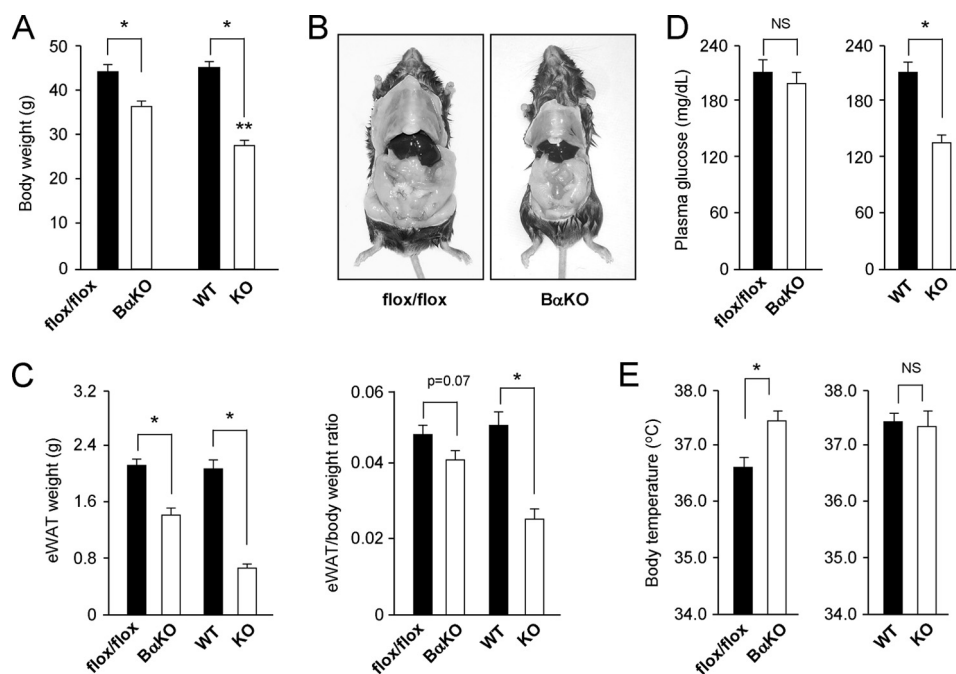 A
Body weight (g)
50
40
30
20
10
0
*
*
**
flox/flox
BαKO
WT
KO
B
flox/flox
BαKO
C
eWAT weight (g)
3.2
2.4
1.6
0.8
0
*
*
flox/flox
BαKO
WT
KO
eWAT/body weight ratio
0.06
0.04
0.02
0
p=0.07
*
flox/flox
BαKO
WT
KO
D
Plasma glucose (mg/dL)
240
180
120
60
0
NS
flox/flox
BαKO
240
180
120
60
0
*
WT
KO
E
Body temperature (ºC)
38.0
37.0
36.0
35.0
34.0
*
flox/flox
BαKO
38.0
37.0
36.0
35.0
34.0
NS
WT
KO